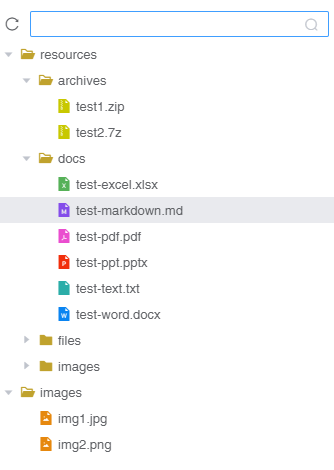 resources
archives
test1.zip
test2.7z
docs
test-excel.xlsx
test-markdown.md
test-pdf.pdf
test-ppt.pptx
test-text.txt
test-word.docx
files
images
images
img1.jpg
img2.png